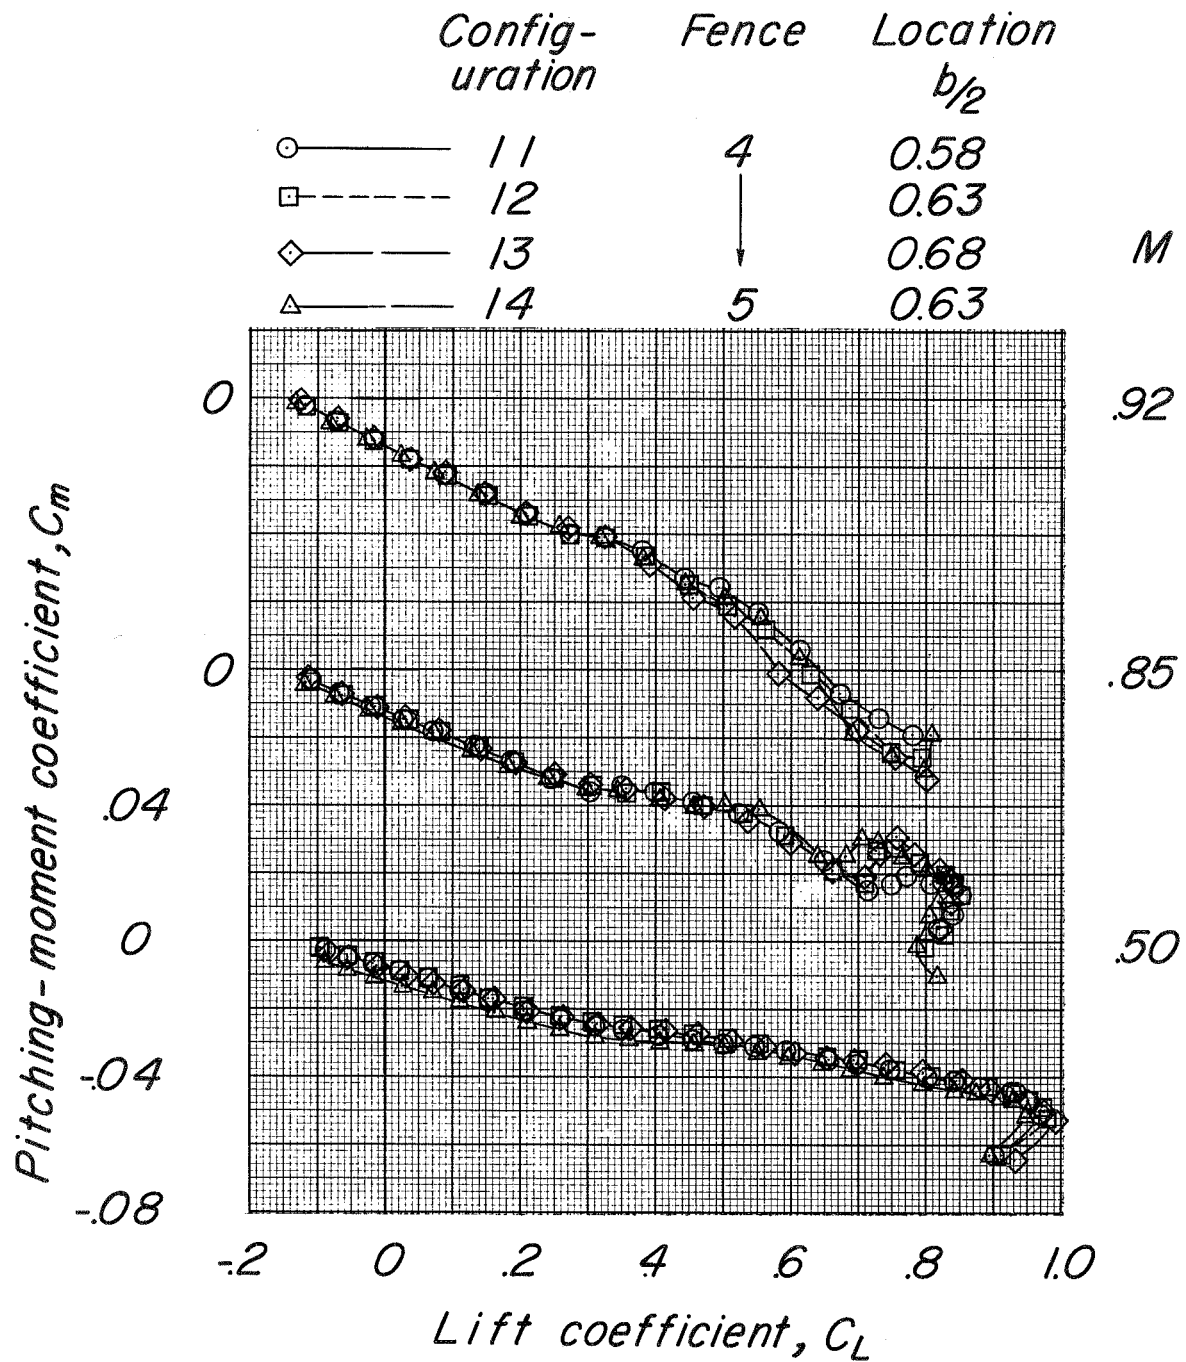 Config- Fence Location
uration b/2
11 4 0.58
12 0.63
13 0.68 M
14 5 0.63
0 .92
0 .85
.04
0 .50
-.04
-.08
-.2 0 .2 .4 .6 .8 1.0
Lift coefficient, CL
Pitching-moment coefficient, Cm